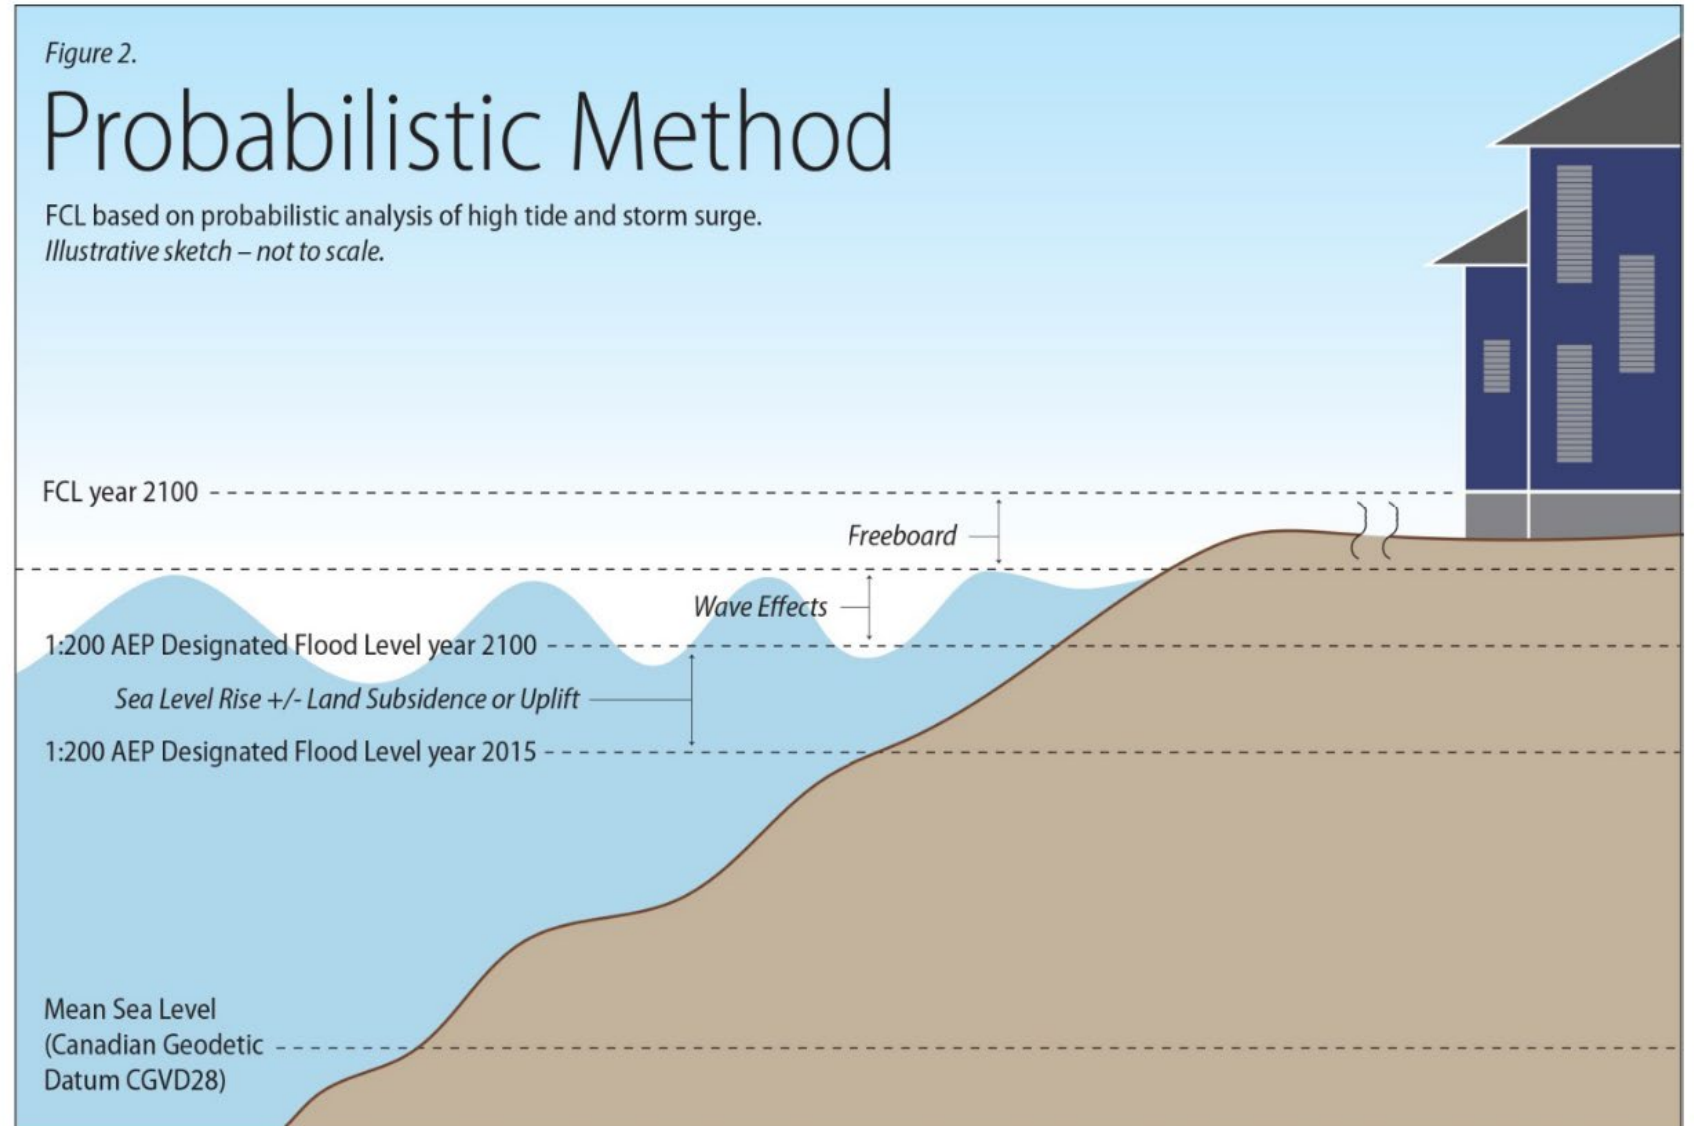 Figure 2.
Probabilistic Method
FCL based on probabilistic analysis of high tide and storm surge.
Illustrative sketch – not to scale.
FCL year 2100
Freeboard
Wave Effects
1:200 AEP Designated Flood Level year 2100
Sea Level Rise +/- Land Subsidence or Uplift
1:200 AEP Designated Flood Level year 2015
Mean Sea Level
(Canadian Geodetic
Datum CGVD28)